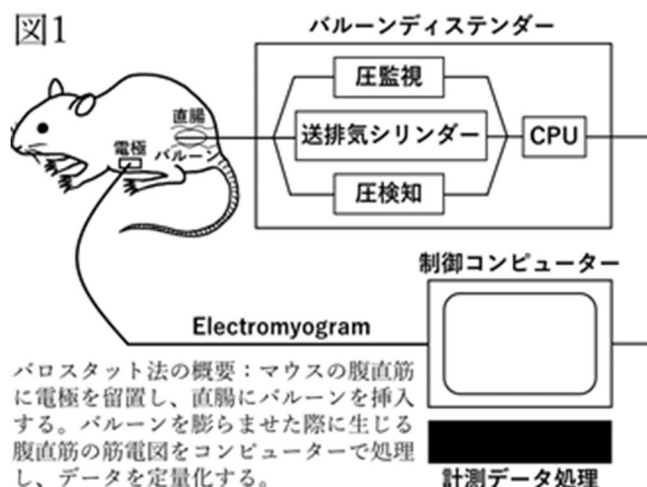 図1
バルーンディステンダー
圧監視
直腸
送排気シリンダー
CPU
電極
バルーン
圧検知
制御コンピューター
Electromyogram
バロスタット法の概要:マウスの腹直筋
に電極を留置し、直腸にバルーンを挿入
する。バルーンを膨らませた際に生じる
腹直筋の筋電図をコンピューターで処理
し、データを定量化する。
計測データ処理